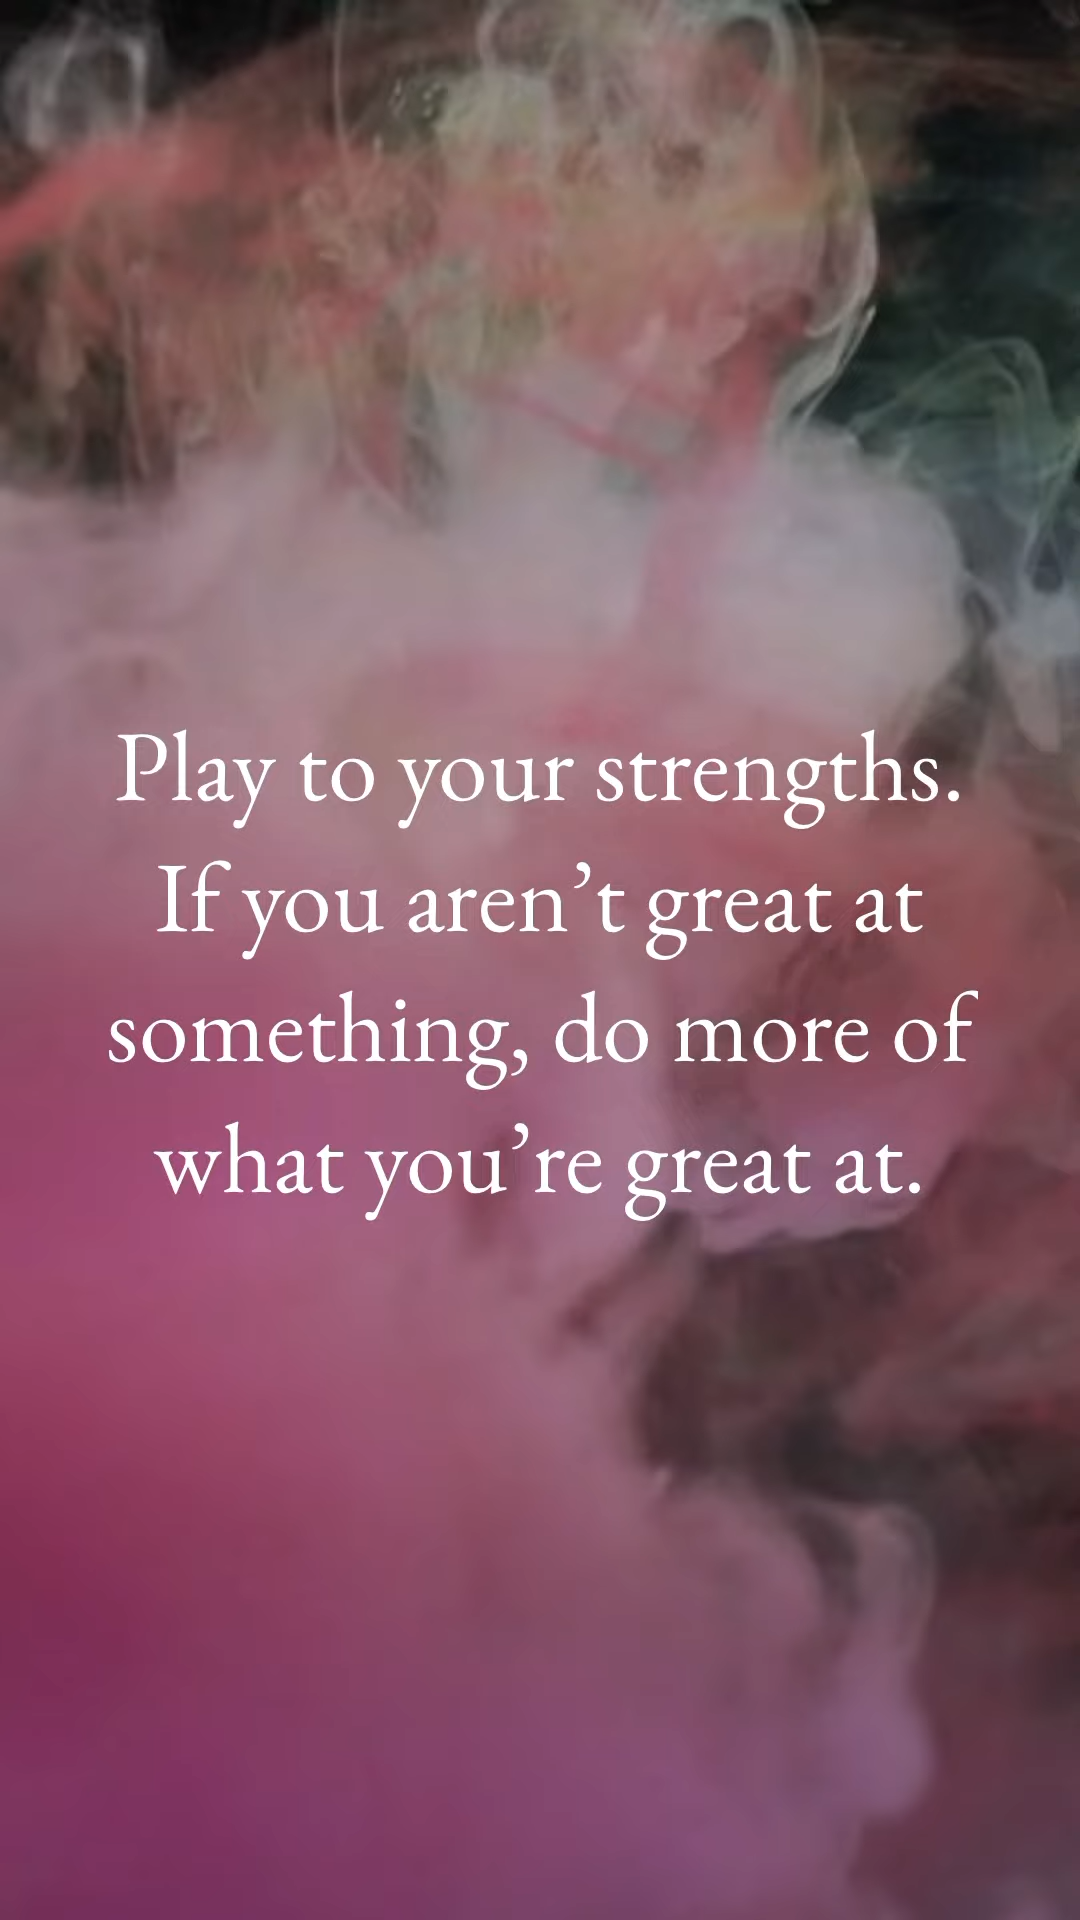 Play to your strengths.
If you aren’t great at
something, do more of
what you’re great at.